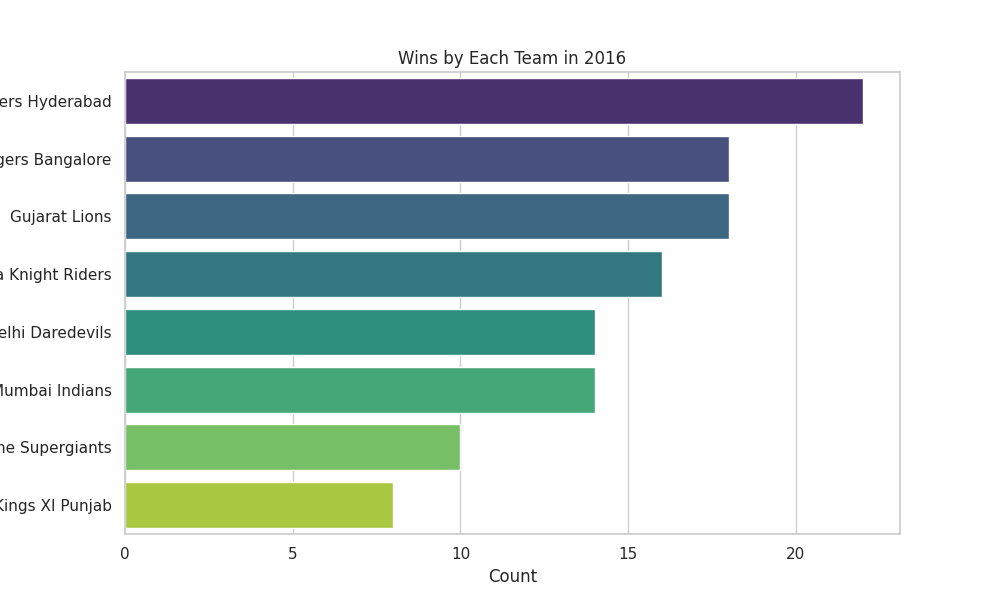 Wins by Each Team in 2016
ers Hyderabad
gers Bangalore
Gujarat Lions
a Knight Riders
elhi Daredevils
Mumbai Indians
ne Supergiants
Kings XI Punjab
0 5 10 15 20
Count